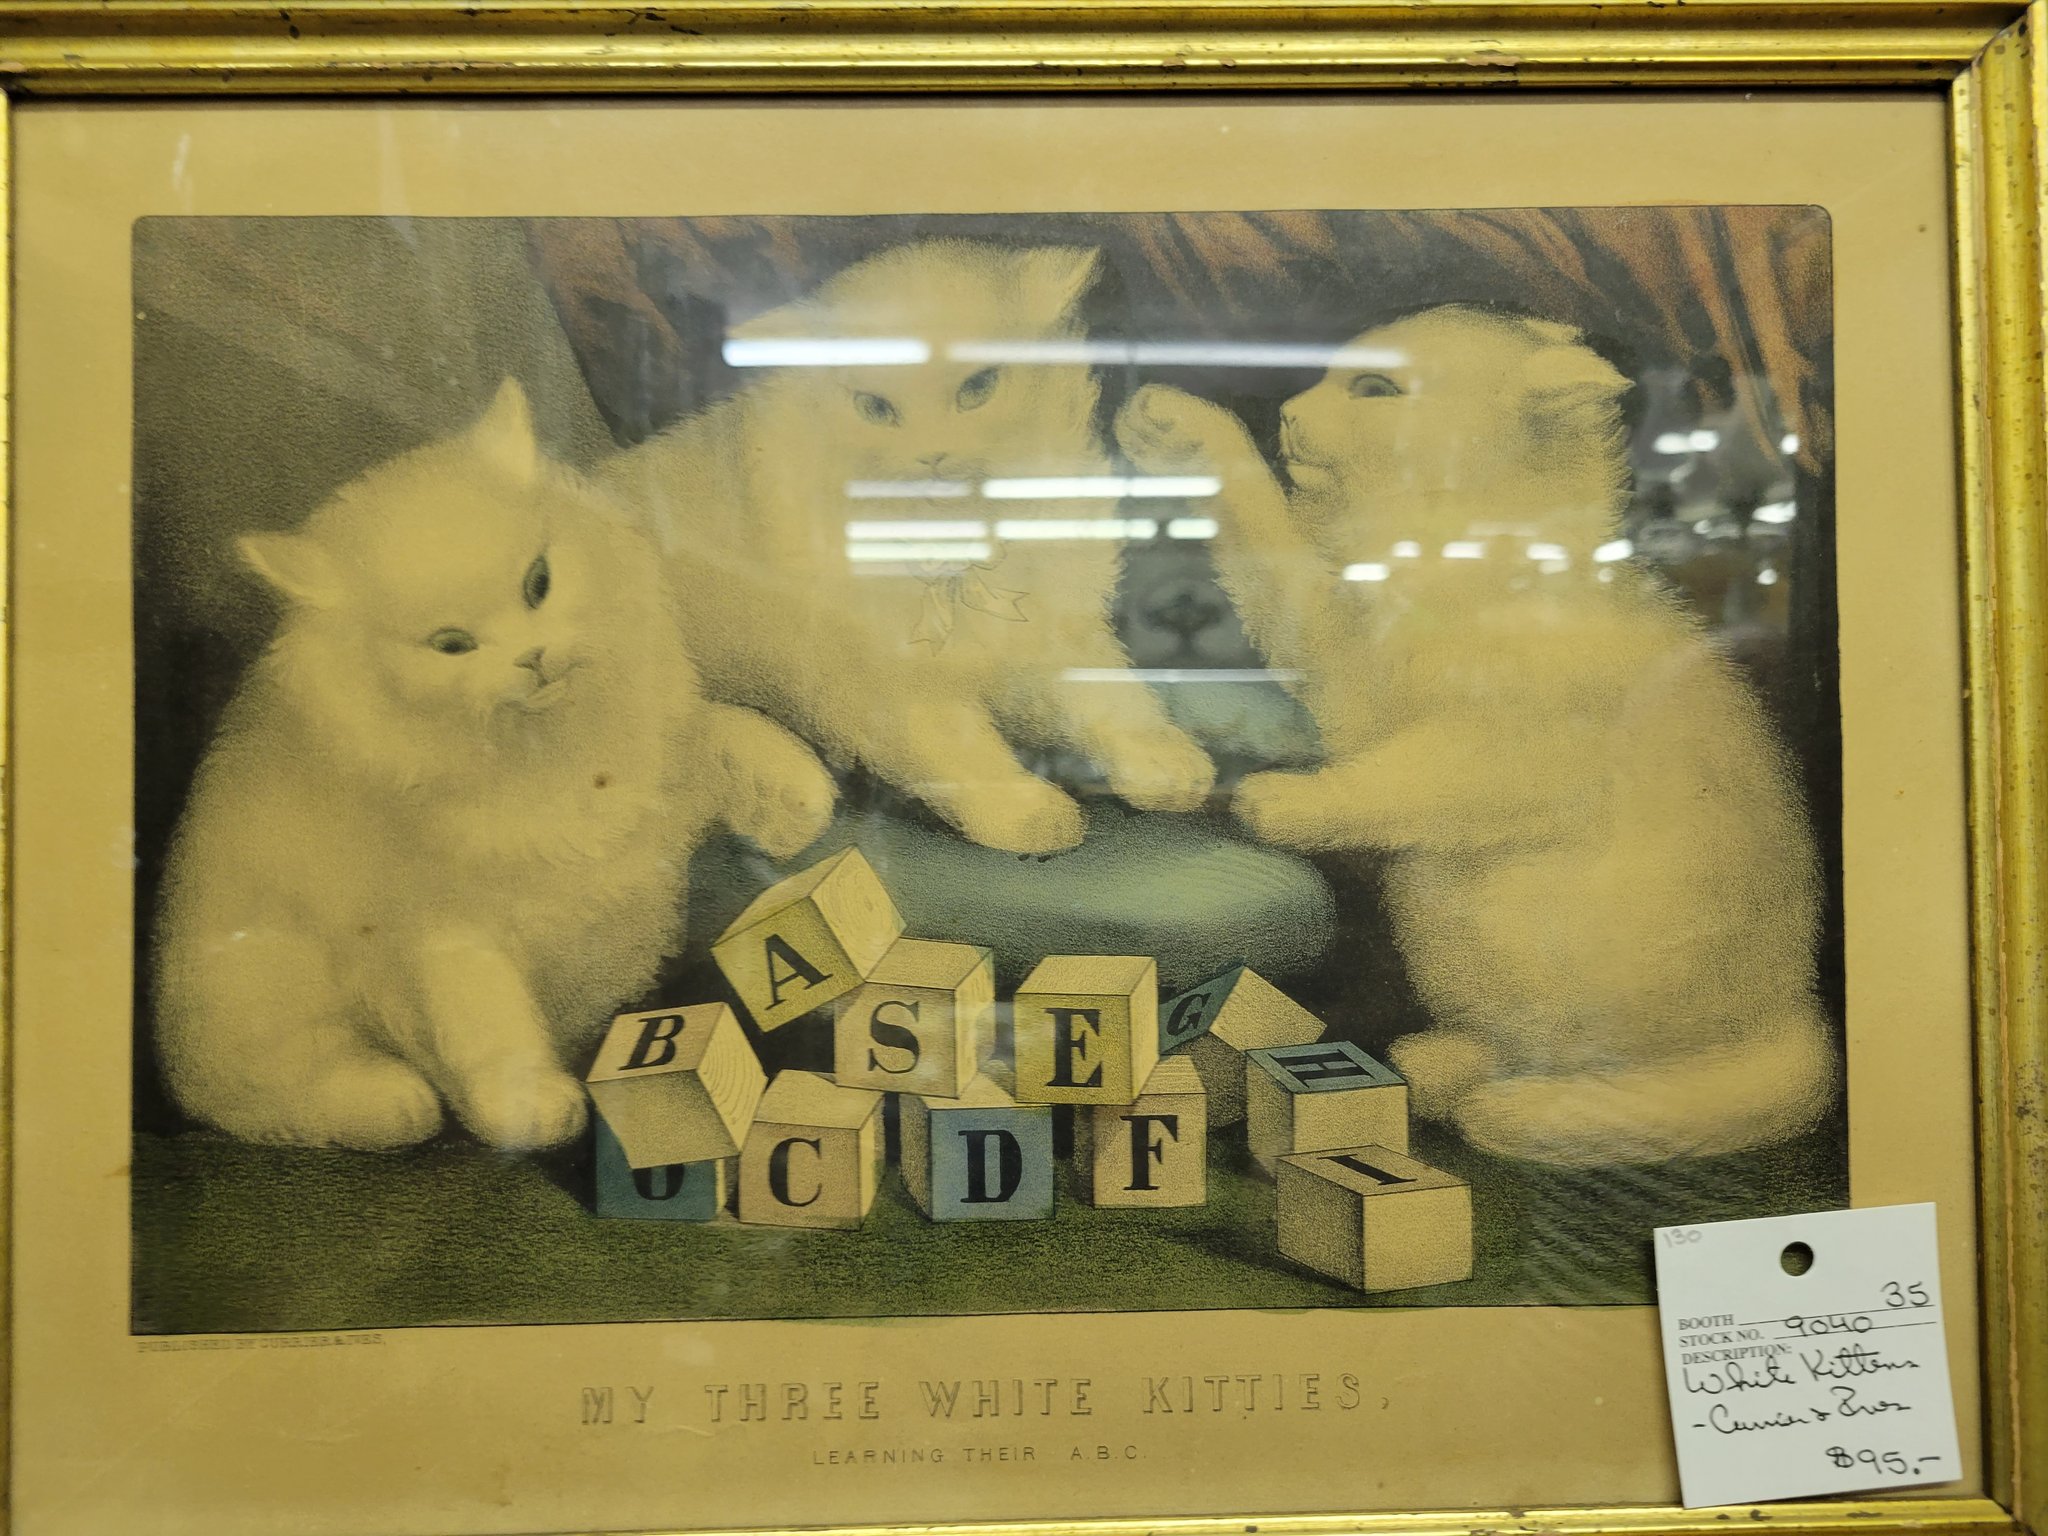 A
B
S
E
G
H
C
D
F
I
PUBLISHED BY CURRIER & IVES,
MY THREE WHITE KITTIES,
LEARNING THEIR A.B.C.
130
BOOTH 35
STOCK NO. 9040
DESCRIPTION:
White Kittens
- Currier & Ives
$95.-